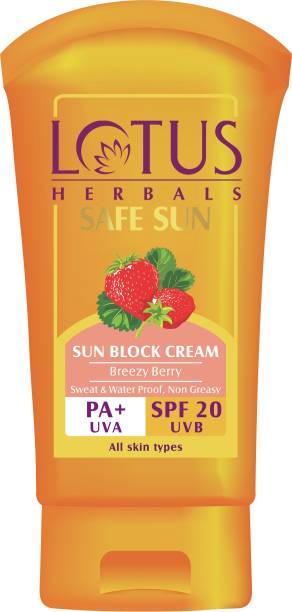 LOTUS
HERBALS
SAFE SUN
SUN BLOCK CREAM
Breezy Berry
Sweat & Water Proof, Non Greasy
PA+ SPF 20
UVA UVB
All skin types